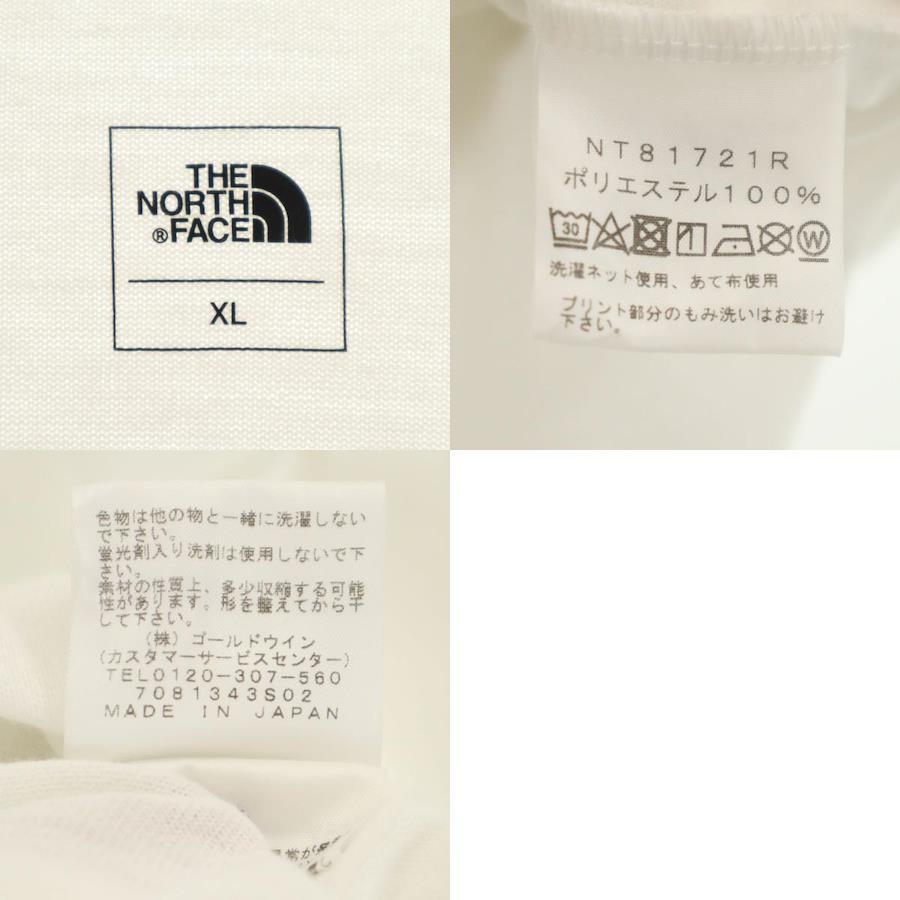 THE
NORTH
®FACE
XL
NT81721R
ポリエステル100%
30 W
洗濯ネット使用、あて布使用
プリント部分のもみ洗いはお避け
下さい。
色物は他の物と一緒に洗濯しない
で下さい。
蛍光剤入り洗剤は使用しないで下
さい。
素材の性質上、多少収縮する可能
性があります。形を整えてから干
して下さい。
(株)ゴールドウイン
(カスタマーサービスセンター)
TEL0120-307-560
7081343S02
MADE IN JAPAN